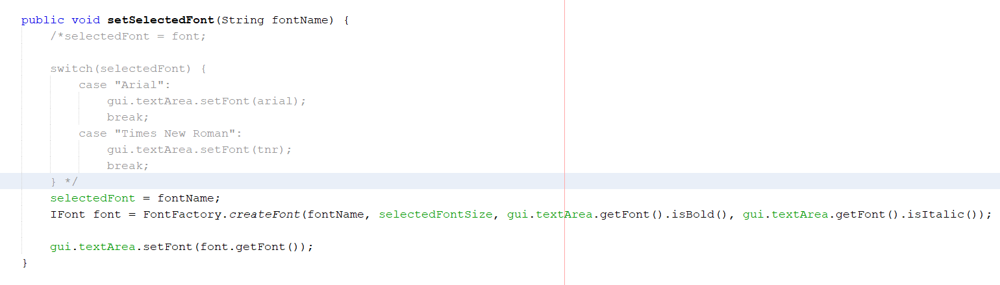 public void setSelectedFont(String fontName) {
/*selectedFont = font;
switch(selectedFont) {
case "Arial":
gui.textArea.setFont(arial);
break;
case "Times New Roman":
gui.textArea.setFont(tnr);
break;
} */
selectedFont = fontName;
IFont font = FontFactory.createFont(fontName, selectedFontSize, gui.textArea.getFont().isBold(), gui.textArea.getFont().isItalic());
gui.textArea.setFont(font.getFont());
}